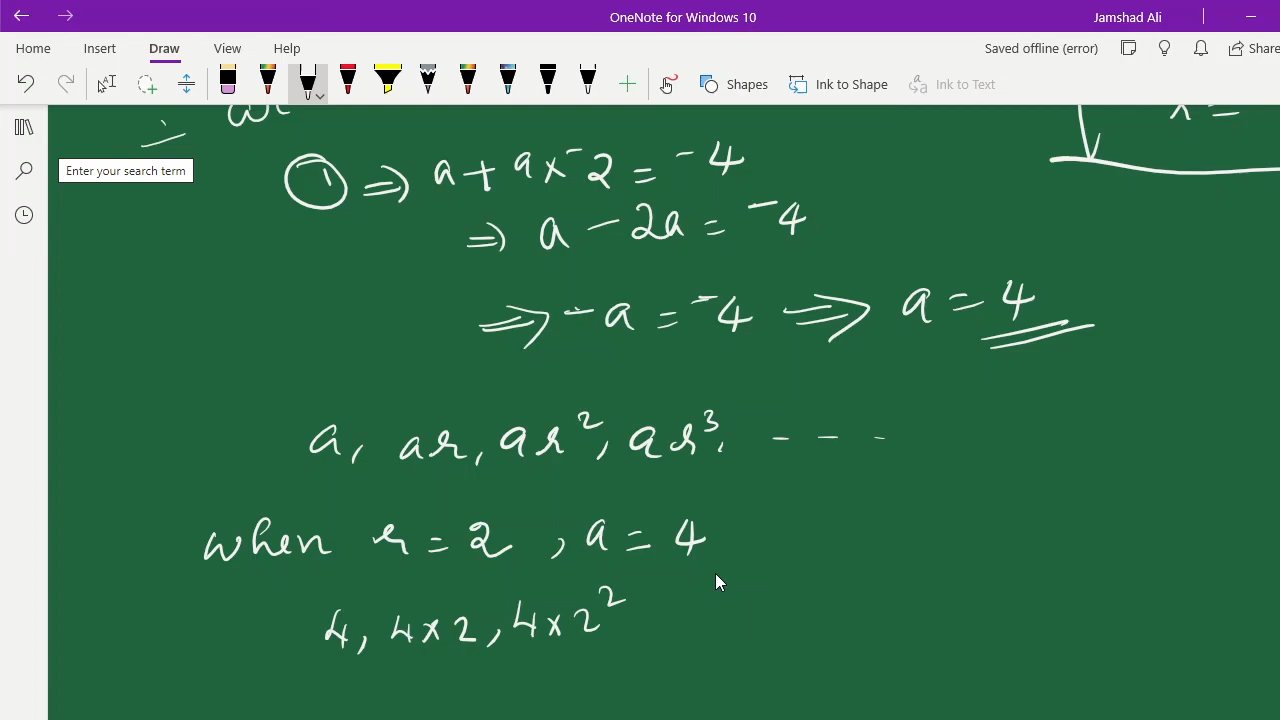 OneNote for Windows 10
Jamshad Ali
Home Insert Draw View Help
Saved offline (error)
Share
Shapes
Ink to Shape
Ink to Text
Enter your search term
① ⇒ a + a × ⁻2 = ⁻4
⇒ a − 2a = ⁻4
⇒ −a = ⁻4 ⇒ a = 4
a, ar, ar², ar³, - - -
when r = 2, a = 4
4, 4×2, 4×2²